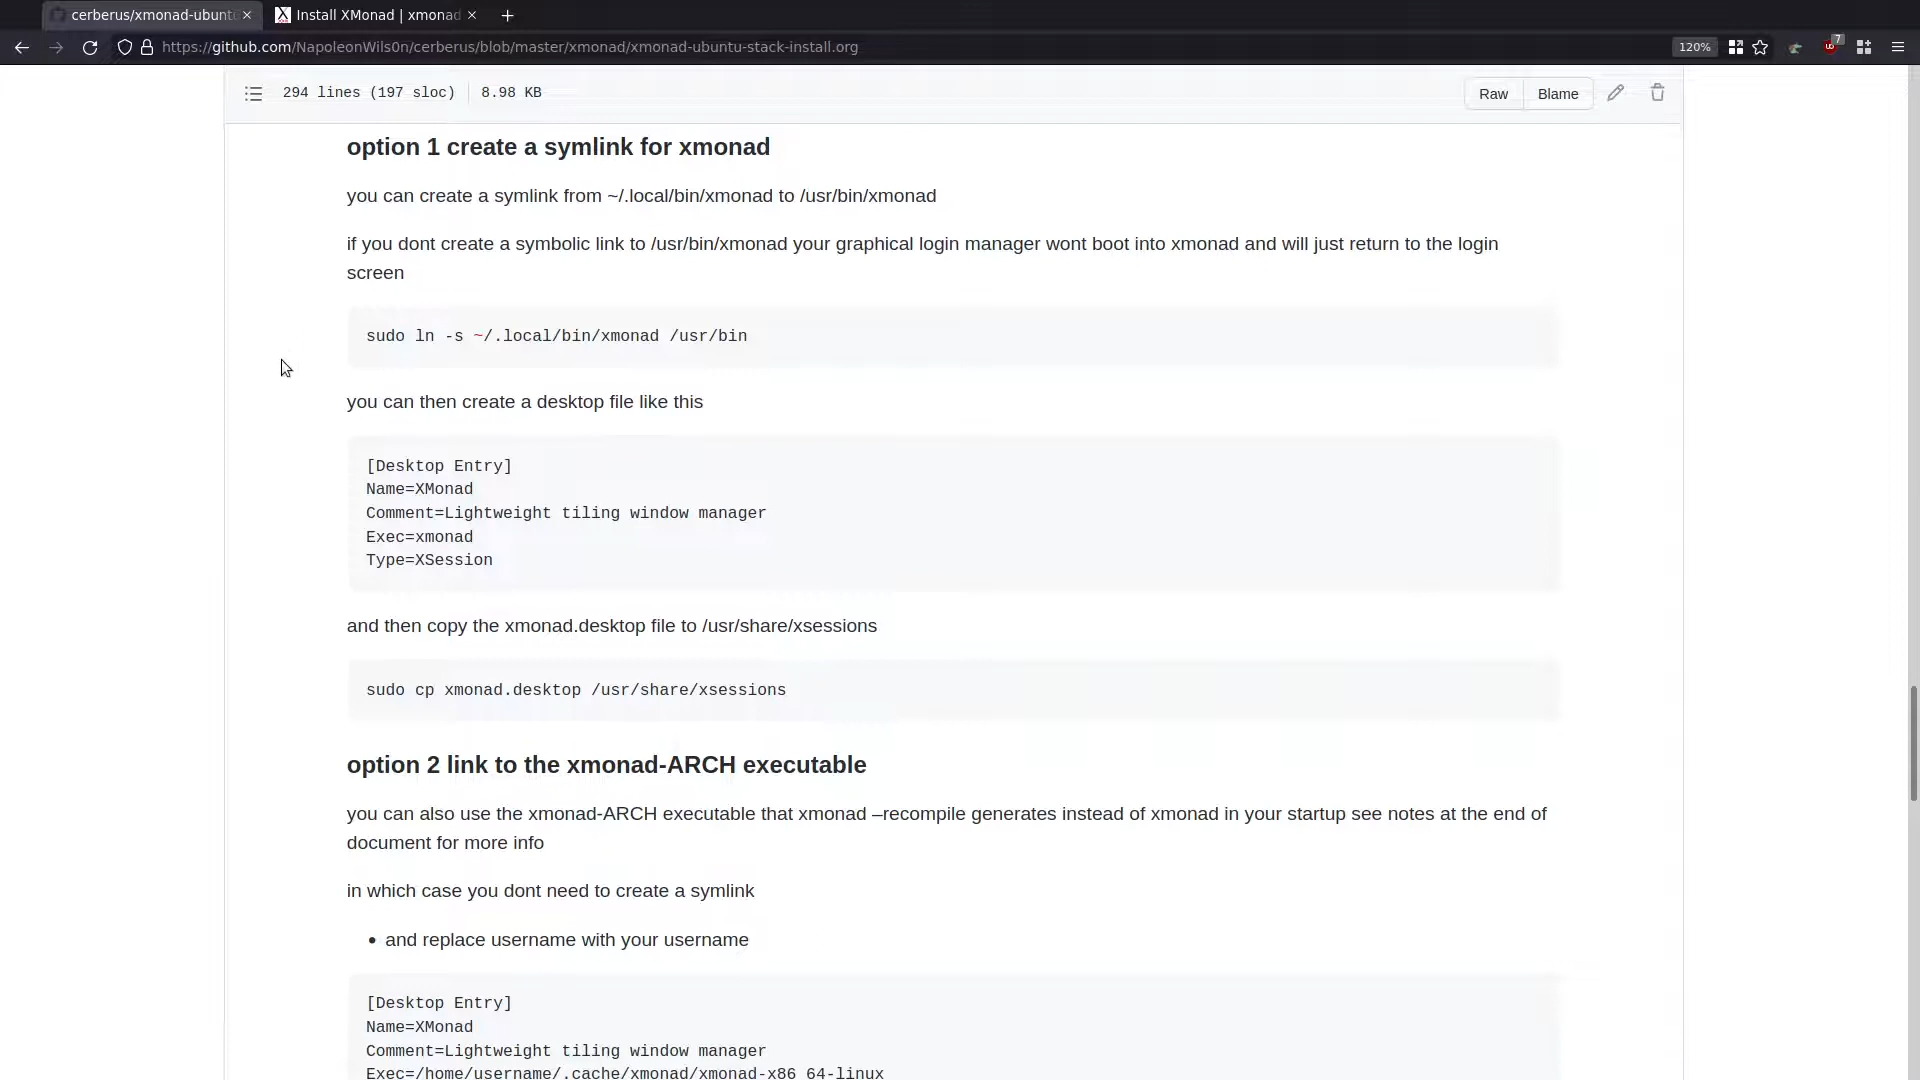 cerberus/xmonad-ubunt
Install XMonad | xmonad
https://github.com/NapoleonWils0n/cerberus/blob/master/xmonad/xmonad-ubuntu-stack-install.org
120%
7
294 lines (197 sloc)
8.98 KB
Raw
Blame
option 1 create a symlink for xmonad
you can create a symlink from ~/.local/bin/xmonad to /usr/bin/xmonad
if you dont create a symbolic link to /usr/bin/xmonad your graphical login manager wont boot into xmonad and will just return to the login
screen
sudo ln -s ~/.local/bin/xmonad /usr/bin
you can then create a desktop file like this
[Desktop Entry]
Name=XMonad
Comment=Lightweight tiling window manager
Exec=xmonad
Type=XSession
and then copy the xmonad.desktop file to /usr/share/xsessions
sudo cp xmonad.desktop /usr/share/xsessions
option 2 link to the xmonad-ARCH executable
you can also use the xmonad-ARCH executable that xmonad –recompile generates instead of xmonad in your startup see notes at the end of
document for more info
in which case you dont need to create a symlink
• and replace username with your username
[Desktop Entry]
Name=XMonad
Comment=Lightweight tiling window manager
Exec=/home/username/.cache/xmonad/xmonad-x86_64-linux